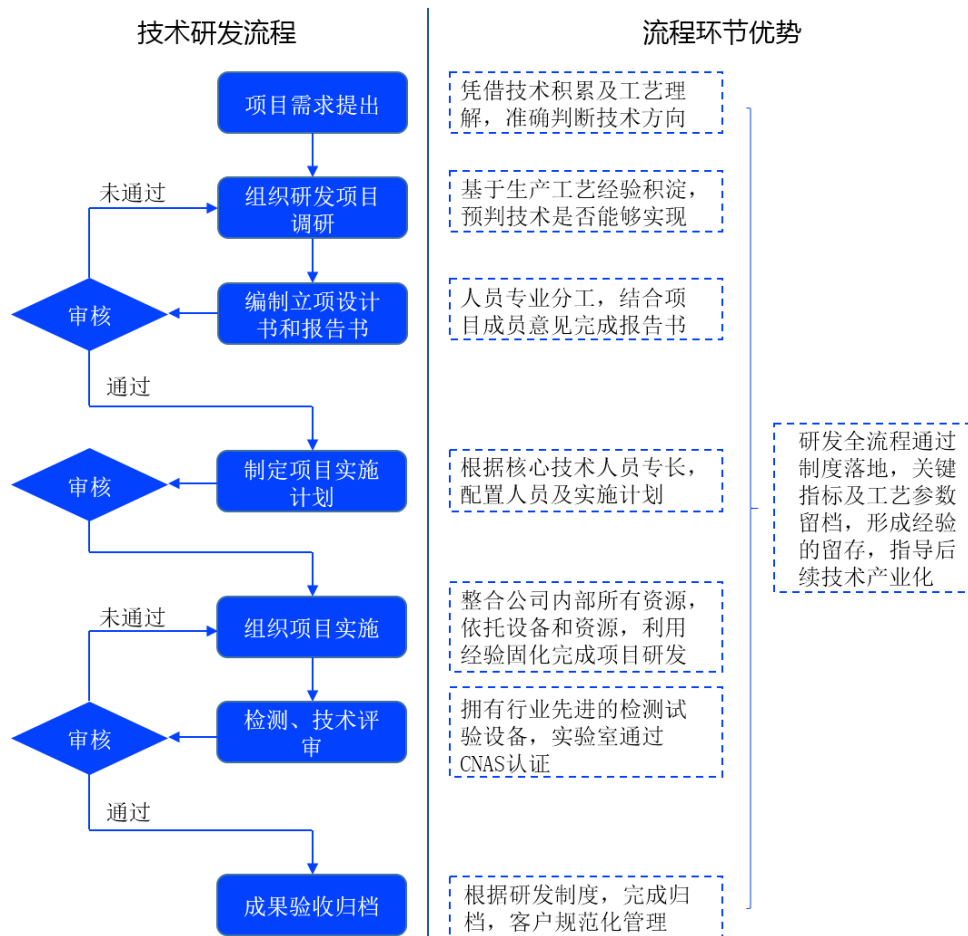 技术研发流程
流程环节优势
项目需求提出
凭借技术积累及工艺理
解，准确判断技术方向
未通过
组织研发项目
调研
基于生产工艺经验积淀，
预判技术是否能够实现
审核
编制立项设计
书和报告书
人员专业分工，结合项
目成员意见完成报告书
通过
审核
制定项目实施
计划
根据核心技术人员专长，
配置人员及实施计划
研发全流程通过
制度落地，关键
指标及工艺参数
留档，形成经验
的留存，指导后
续技术产业化
未通过
组织项目实施
整合公司内部所有资源，
依托设备和资源，利用
经验固化完成项目研发
审核
检测、技术评
审
拥有行业先进的检测试
验设备，实验室通过
CNAS认证
通过
成果验收归档
根据研发制度，完成归
档，客户规范化管理